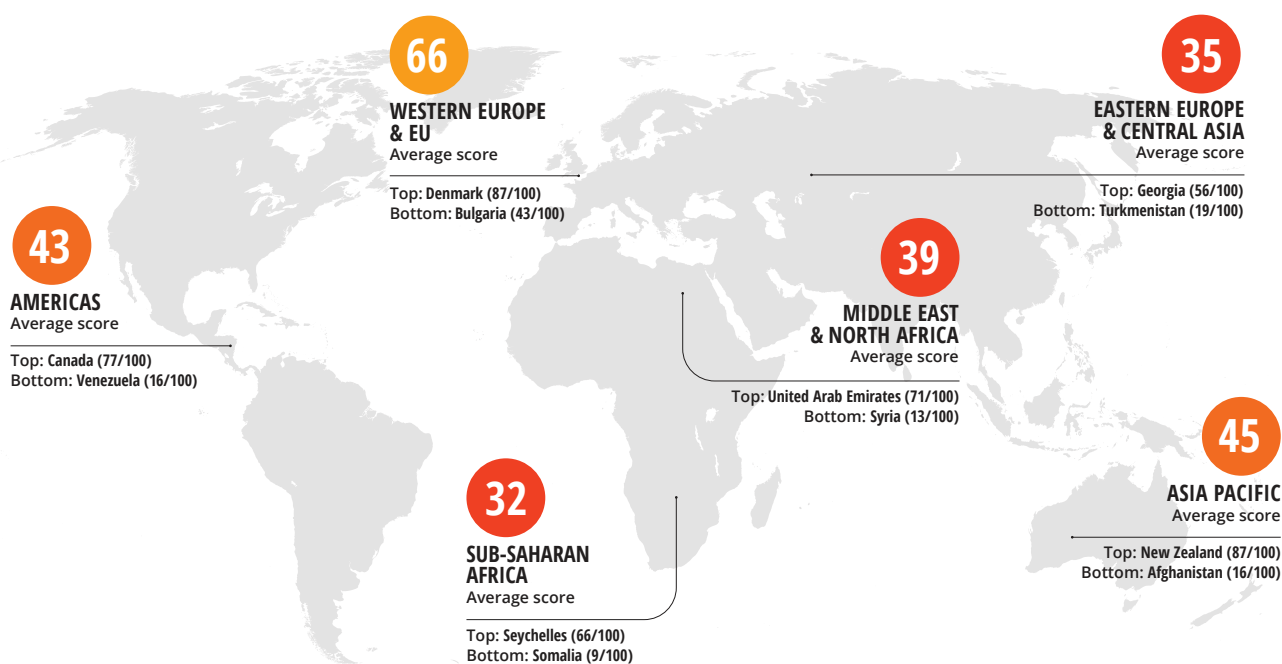 66
WESTERN EUROPE
& EU
Average score
Top: Denmark (87/100)
Bottom: Bulgaria (43/100)
35
EASTERN EUROPE
& CENTRAL ASIA
Average score
Top: Georgia (56/100)
Bottom: Turkmenistan (19/100)
43
AMERICAS
Average score
Top: Canada (77/100)
Bottom: Venezuela (16/100)
39
MIDDLE EAST
& NORTH AFRICA
Average score
Top: United Arab Emirates (71/100)
Bottom: Syria (13/100)
32
SUB-SAHARAN
AFRICA
Average score
Top: Seychelles (66/100)
Bottom: Somalia (9/100)
45
ASIA PACIFIC
Average score
Top: New Zealand (87/100)
Bottom: Afghanistan (16/100)